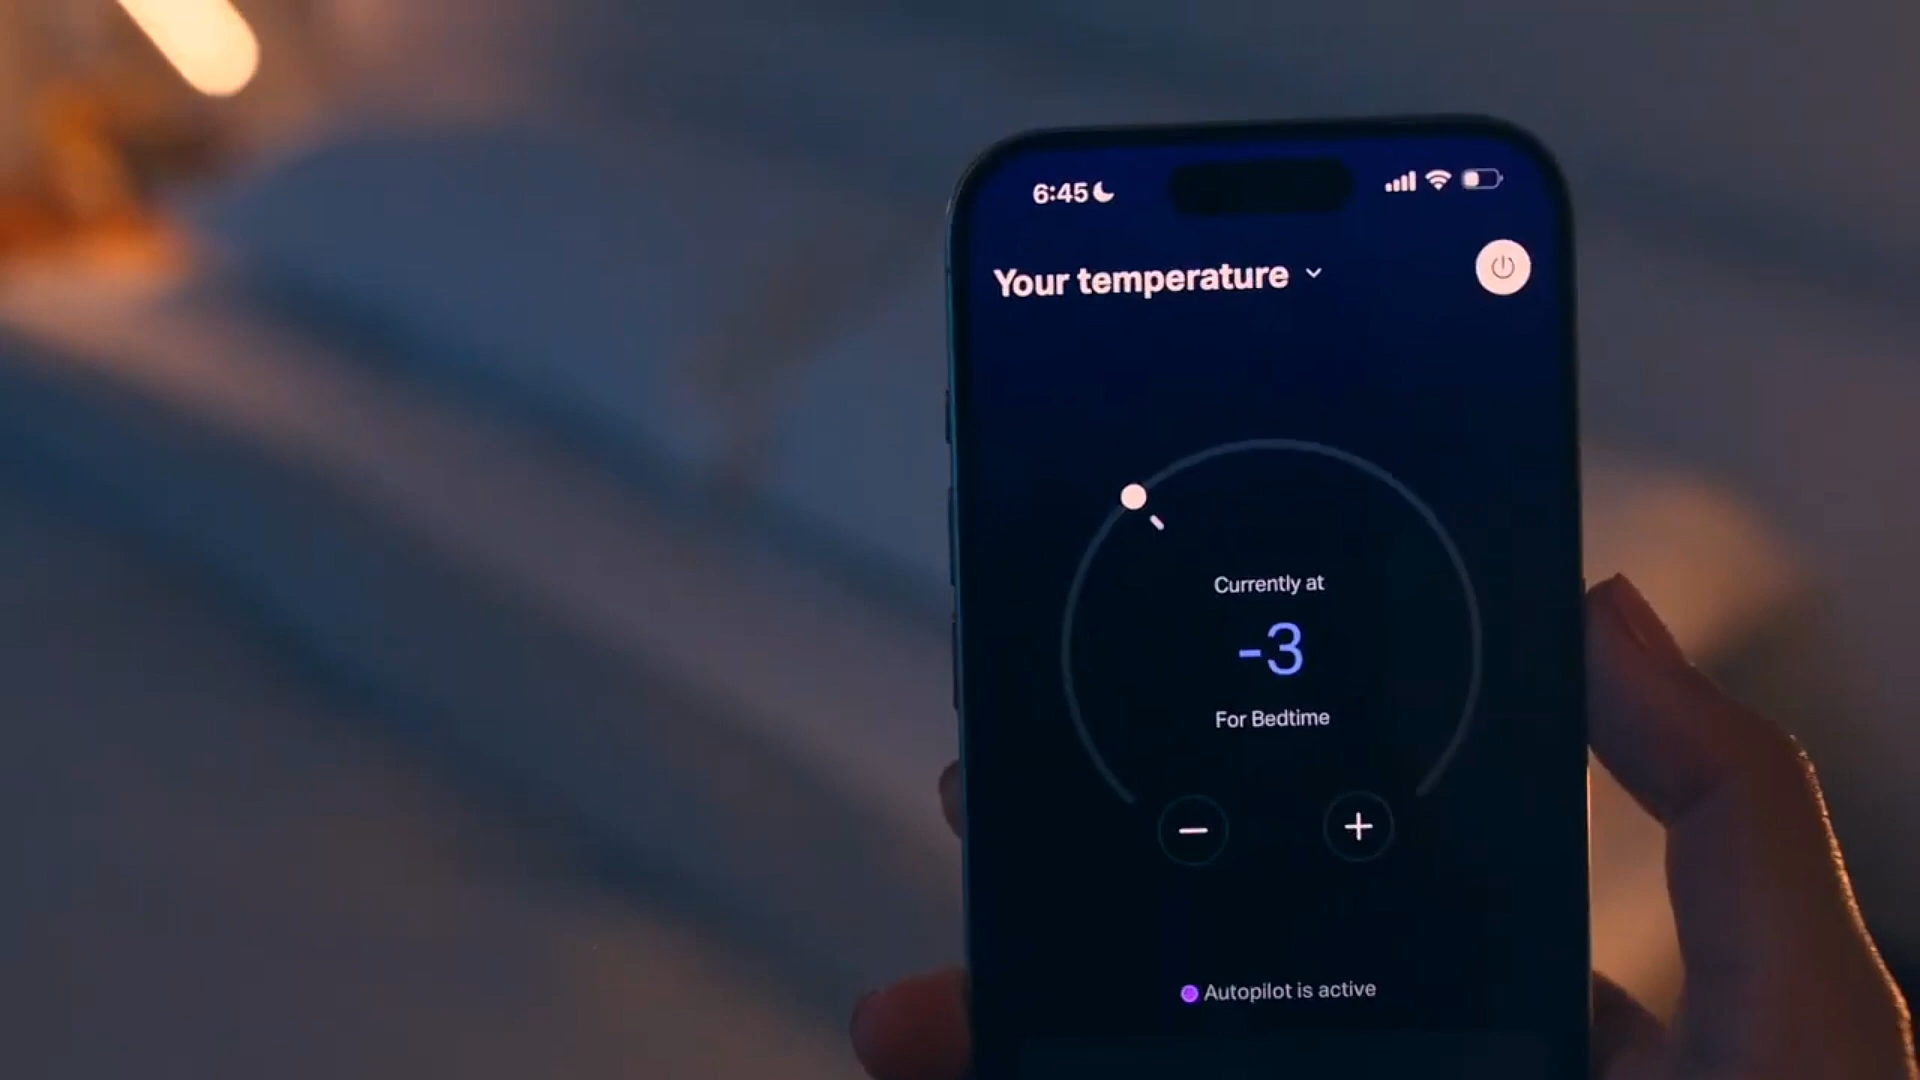 6:45
Your temperature
Currently at
-3
For Bedtime
Autopilot is active